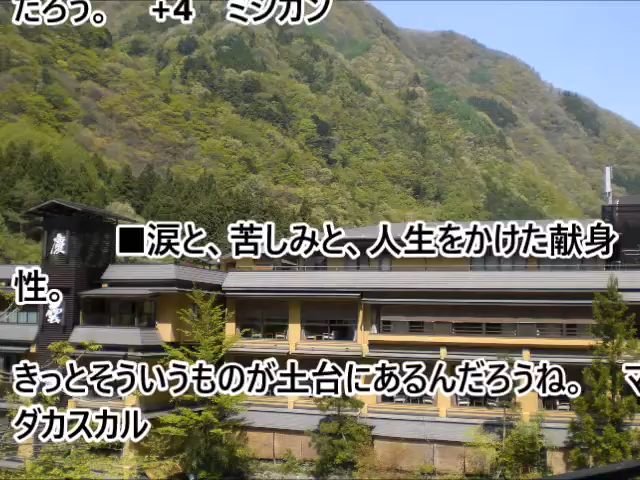 だろう。　+4　ミシガン
■涙と、苦しみと、人生をかけた献身
性。
きっとそういうものが土台にあるんだろうね。　マ
ダカスカル
慶
雲